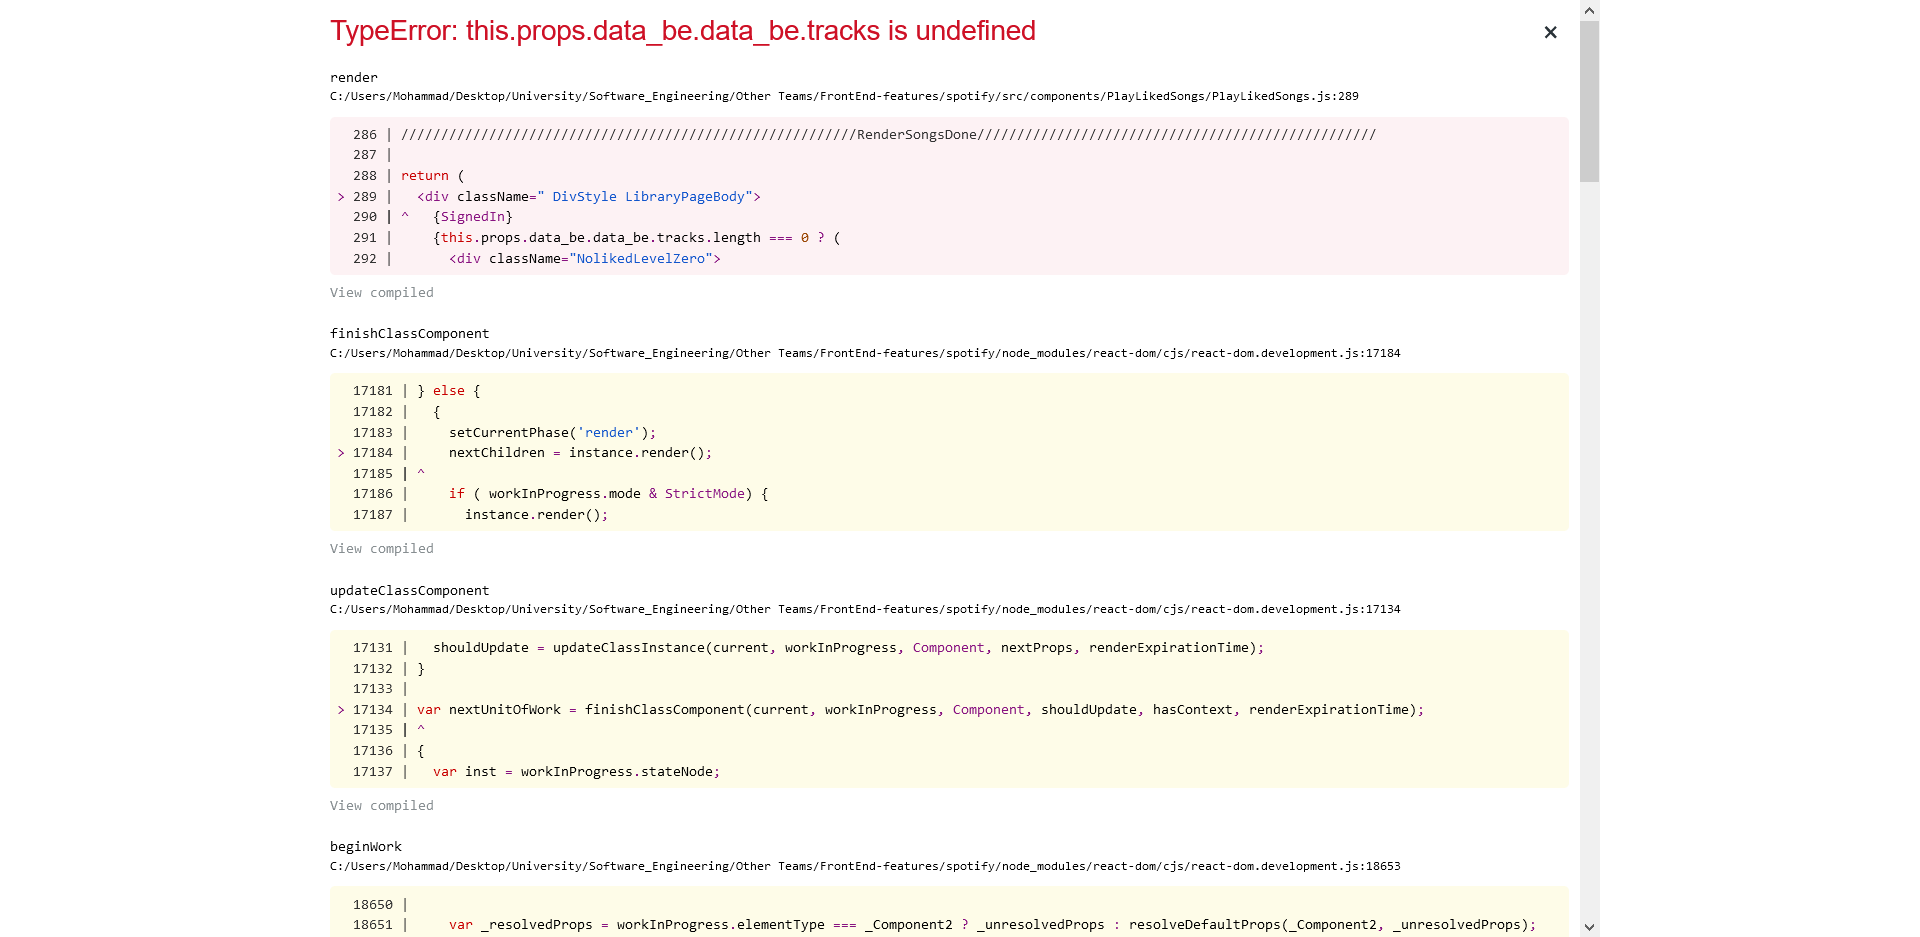 TypeError: this.props.data_be.data_be.tracks is undefined
×
render
C:/Users/Mohammad/Desktop/University/Software_Engineering/Other Teams/FrontEnd-features/spotify/src/components/PlayLikedSongs/PlayLikedSongs.js:289
286 | /////////////////////////////////////////////////////////RenderSongsDone//////////////////////////////////////////////////
287 |
288 | return (
> 289 |   <div className=" DivStyle LibraryPageBody">
290 | ^   {SignedIn}
291 |     {this.props.data_be.data_be.tracks.length === 0 ? (
292 |       <div className="NolikedLevelZero">
View compiled
finishClassComponent
C:/Users/Mohammad/Desktop/University/Software_Engineering/Other Teams/FrontEnd-features/spotify/node_modules/react-dom/cjs/react-dom.development.js:17184
17181 | } else {
17182 |   {
17183 |     setCurrentPhase('render');
> 17184 |     nextChildren = instance.render();
17185 | ^
17186 |     if ( workInProgress.mode & StrictMode) {
17187 |       instance.render();
View compiled
updateClassComponent
C:/Users/Mohammad/Desktop/University/Software_Engineering/Other Teams/FrontEnd-features/spotify/node_modules/react-dom/cjs/react-dom.development.js:17134
17131 |   shouldUpdate = updateClassInstance(current, workInProgress, Component, nextProps, renderExpirationTime);
17132 | }
17133 |
> 17134 | var nextUnitOfWork = finishClassComponent(current, workInProgress, Component, shouldUpdate, hasContext, renderExpirationTime);
17135 | ^
17136 | {
17137 |   var inst = workInProgress.stateNode;
View compiled
beginWork
C:/Users/Mohammad/Desktop/University/Software_Engineering/Other Teams/FrontEnd-features/spotify/node_modules/react-dom/cjs/react-dom.development.js:18653
18650 |
18651 |     var _resolvedProps = workInProgress.elementType === _Component2 ? _unresolvedProps : resolveDefaultProps(_Component2, _unresolvedProps);